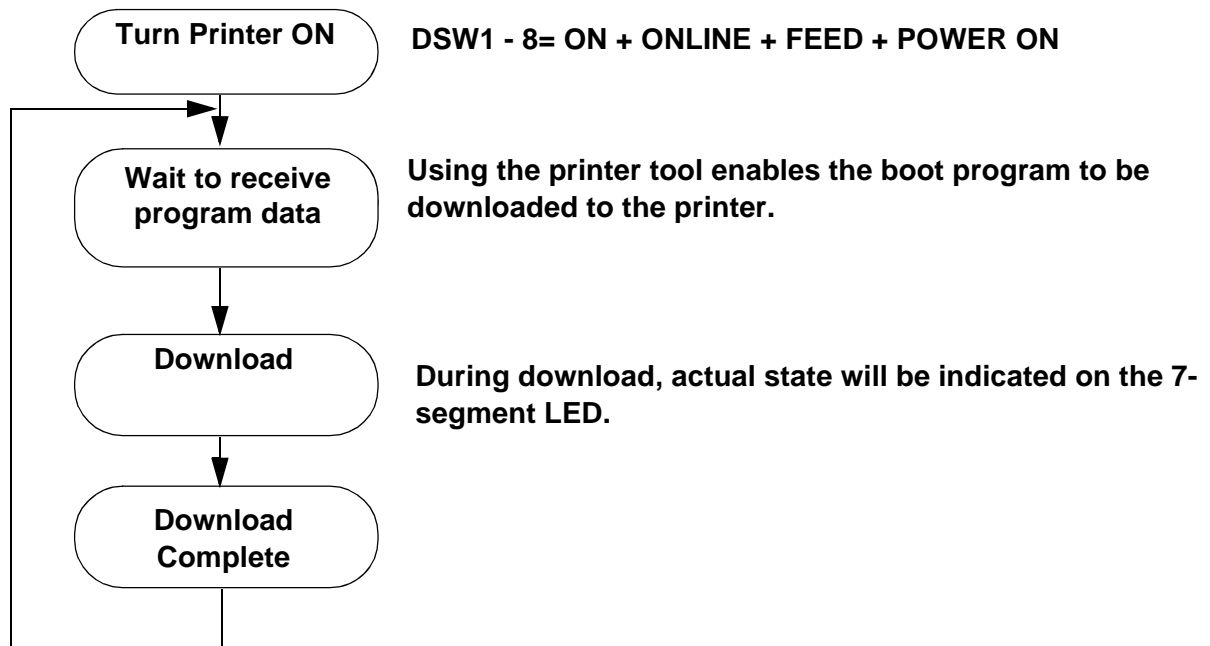 Turn Printer ON
DSW1 - 8= ON + ONLINE + FEED + POWER ON
Wait to receive
program data
Using the printer tool enables the boot program to be
downloaded to the printer.
Download
During download, actual state will be indicated on the 7-
segment LED.
Download
Complete